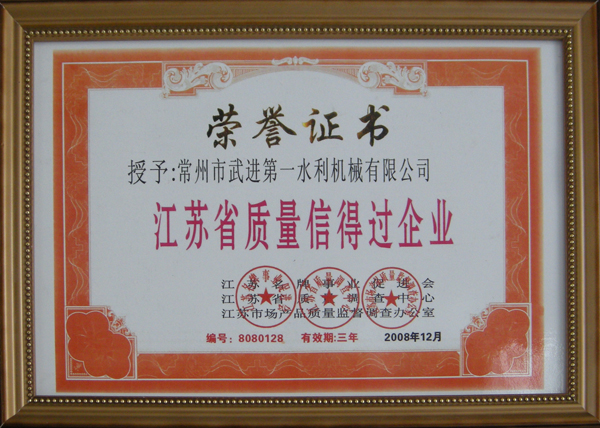 荣誉证书
授予:常州市武进第一水利机械有限公司
江苏省质量信得过企业
江苏名牌事业促进会
江苏省质量调查中心
江苏市场产品质量监督调查办公室
编号：8080128 有效期:三年 2008年12月